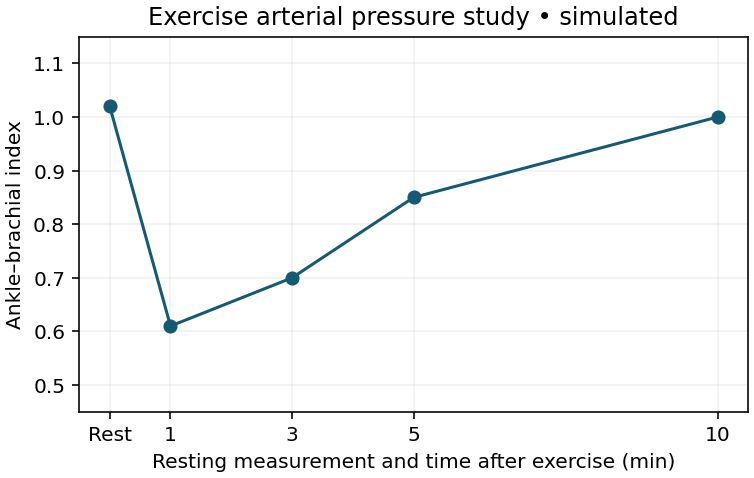 Exercise arterial pressure study • simulated
Ankle–brachial index
1.1
1.0
0.9
0.8
0.7
0.6
0.5
Rest 1 3 5 10
Resting measurement and time after exercise (min)